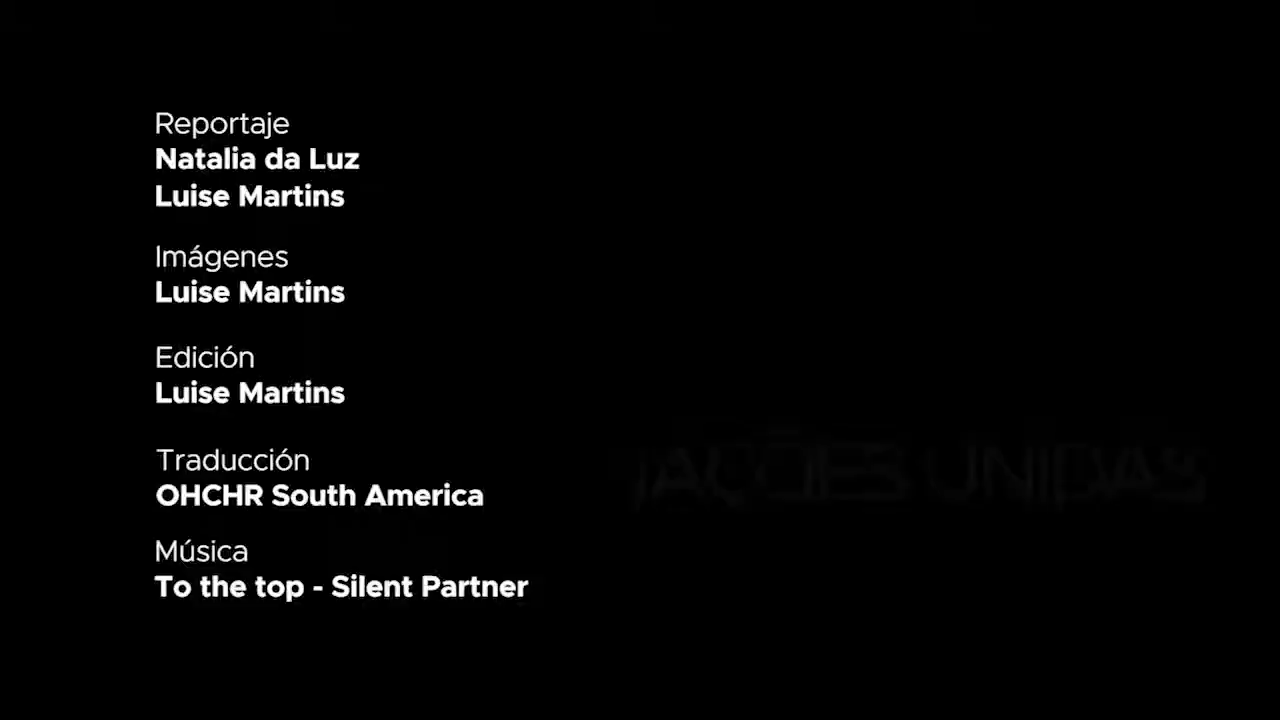 Reportaje
Natalia da Luz
Luise Martins
Imágenes
Luise Martins
Edición
Luise Martins
Traducción
OHCHR South America
Música
To the top - Silent Partner
UNIDAS